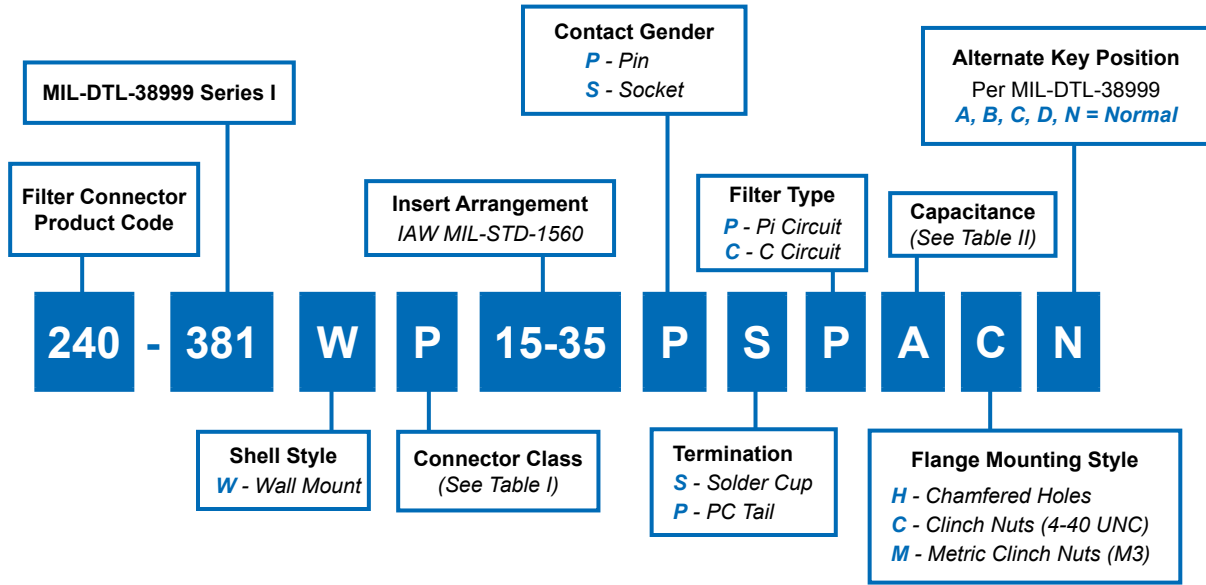 Contact Gender
P - Pin
S - Socket
Alternate Key Position
Per MIL-DTL-38999
A, B, C, D, N = Normal
MIL-DTL-38999 Series I
Filter Connector
Product Code
Insert Arrangement
IAW MIL-STD-1560
Filter Type
P - Pi Circuit
C - C Circuit
Capacitance
(See Table II)
240 - 381 W P 15-35 P S P A C N
Shell Style
W - Wall Mount
Connector Class
(See Table I)
Termination
S - Solder Cup
P - PC Tail
Flange Mounting Style
H - Chamfered Holes
C - Clinch Nuts (4-40 UNC)
M - Metric Clinch Nuts (M3)